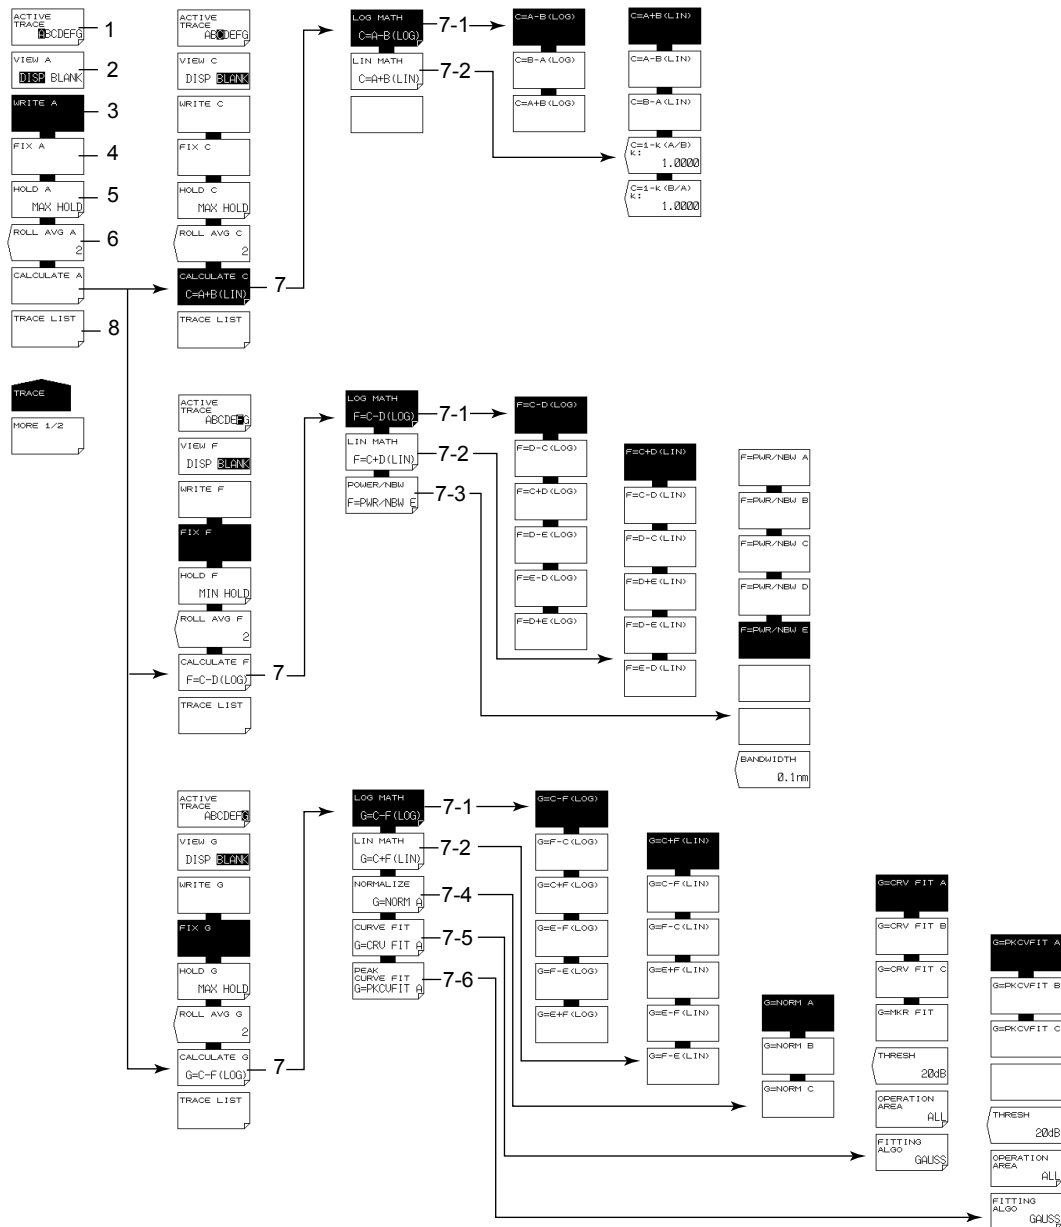 ACTIVE
TRACE
ABCDEFG
1
VIEW A
DISP BLANK
2
WRITE A
3
FIX A
4
HOLD A
MAX HOLD
5
ROLL AVG A
2
6
CALCULATE A
TRACE LIST
8
TRACE
MORE 1/2
ACTIVE
TRACE
ABCDEFG
VIEW C
DISP BLANK
WRITE C
FIX C
HOLD C
MAX HOLD
ROLL AVG C
2
CALCULATE C
C=A+B(LIN)
7
TRACE LIST
LOG MATH
C=A-B(LOG)
7-1
LIN MATH
C=A+B(LIN)
7-2
C=A-B(LOG)
C=B-A(LOG)
C=A+B(LOG)
C=A+B(LIN)
C=A-B(LIN)
C=B-A(LIN)
C=1-k(A/B)
k:
1.0000
C=1-k(B/A)
k:
1.0000
ACTIVE
TRACE
ABCDEFG
VIEW F
DISP BLANK
WRITE F
FIX F
HOLD F
MIN HOLD
ROLL AVG F
2
CALCULATE F
F=C-D(LOG)
7
TRACE LIST
LOG MATH
F=C-D(LOG)
7-1
LIN MATH
F=C+D(LIN)
7-2
POWER/NBW
F=PWR/NBW E
7-3
F=C-D(LOG)
F=D-C(LOG)
F=C+D(LOG)
F=D-E(LOG)
F=E-D(LOG)
F=D+E(LOG)
F=C+D(LIN)
F=C-D(LIN)
F=D-C(LIN)
F=D+E(LIN)
F=D-E(LIN)
F=E-D(LIN)
F=PWR/NBW A
F=PWR/NBW B
F=PWR/NBW C
F=PWR/NBW D
F=PWR/NBW E
BANDWIDTH
0.1nm
ACTIVE
TRACE
ABCDEFG
VIEW G
DISP BLANK
WRITE G
FIX G
HOLD G
MAX HOLD
ROLL AVG G
2
CALCULATE G
G=C-F(LOG)
7
TRACE LIST
LOG MATH
G=C-F(LOG)
7-1
LIN MATH
G=C+F(LIN)
7-2
NORMALIZE
G=NORM A
7-4
CURVE FIT
G=CRV FIT A
7-5
PEAK
CURVE FIT
G=PKCVFIT A
7-6
G=C-F(LOG)
G=F-C(LOG)
G=C+F(LOG)
G=E-F(LOG)
G=F-E(LOG)
G=E+F(LOG)
G=C+F(LIN)
G=C-F(LIN)
G=F-C(LIN)
G=E+F(LIN)
G=E-F(LIN)
G=F-E(LIN)
G=NORM A
G=NORM B
G=NORM C
G=CRV FIT A
G=CRV FIT B
G=CRV FIT C
G=MKR FIT
THRESH
20dB
OPERATION
AREA
ALL
FITTING
ALGO
GAUSS
G=PKCVFIT A
G=PKCVFIT B
G=PKCVFIT C
THRESH
20dB
OPERATION
AREA
ALL
FITTING
ALGO
GAUSS